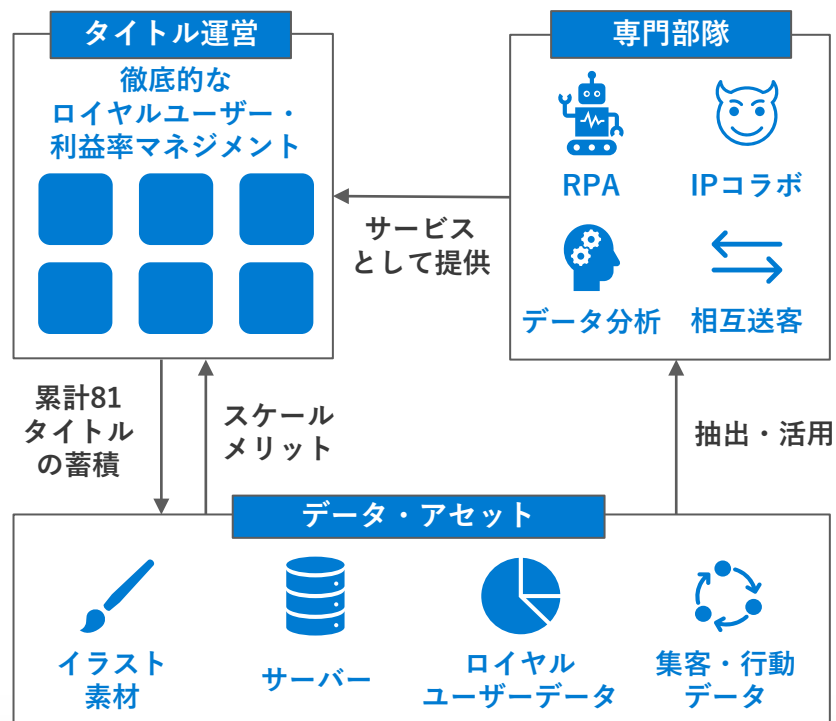 タイトル運営
徹底的な
ロイヤルユーザー・
利益率マネジメント
専門部隊
RPA
IPコラボ
データ分析
相互送客
サービス
として提供
累計81
タイトル
の蓄積
スケール
メリット
抽出・活用
データ・アセット
イラスト
素材
サーバー
ロイヤル
ユーザーデータ
集客・行動
データ